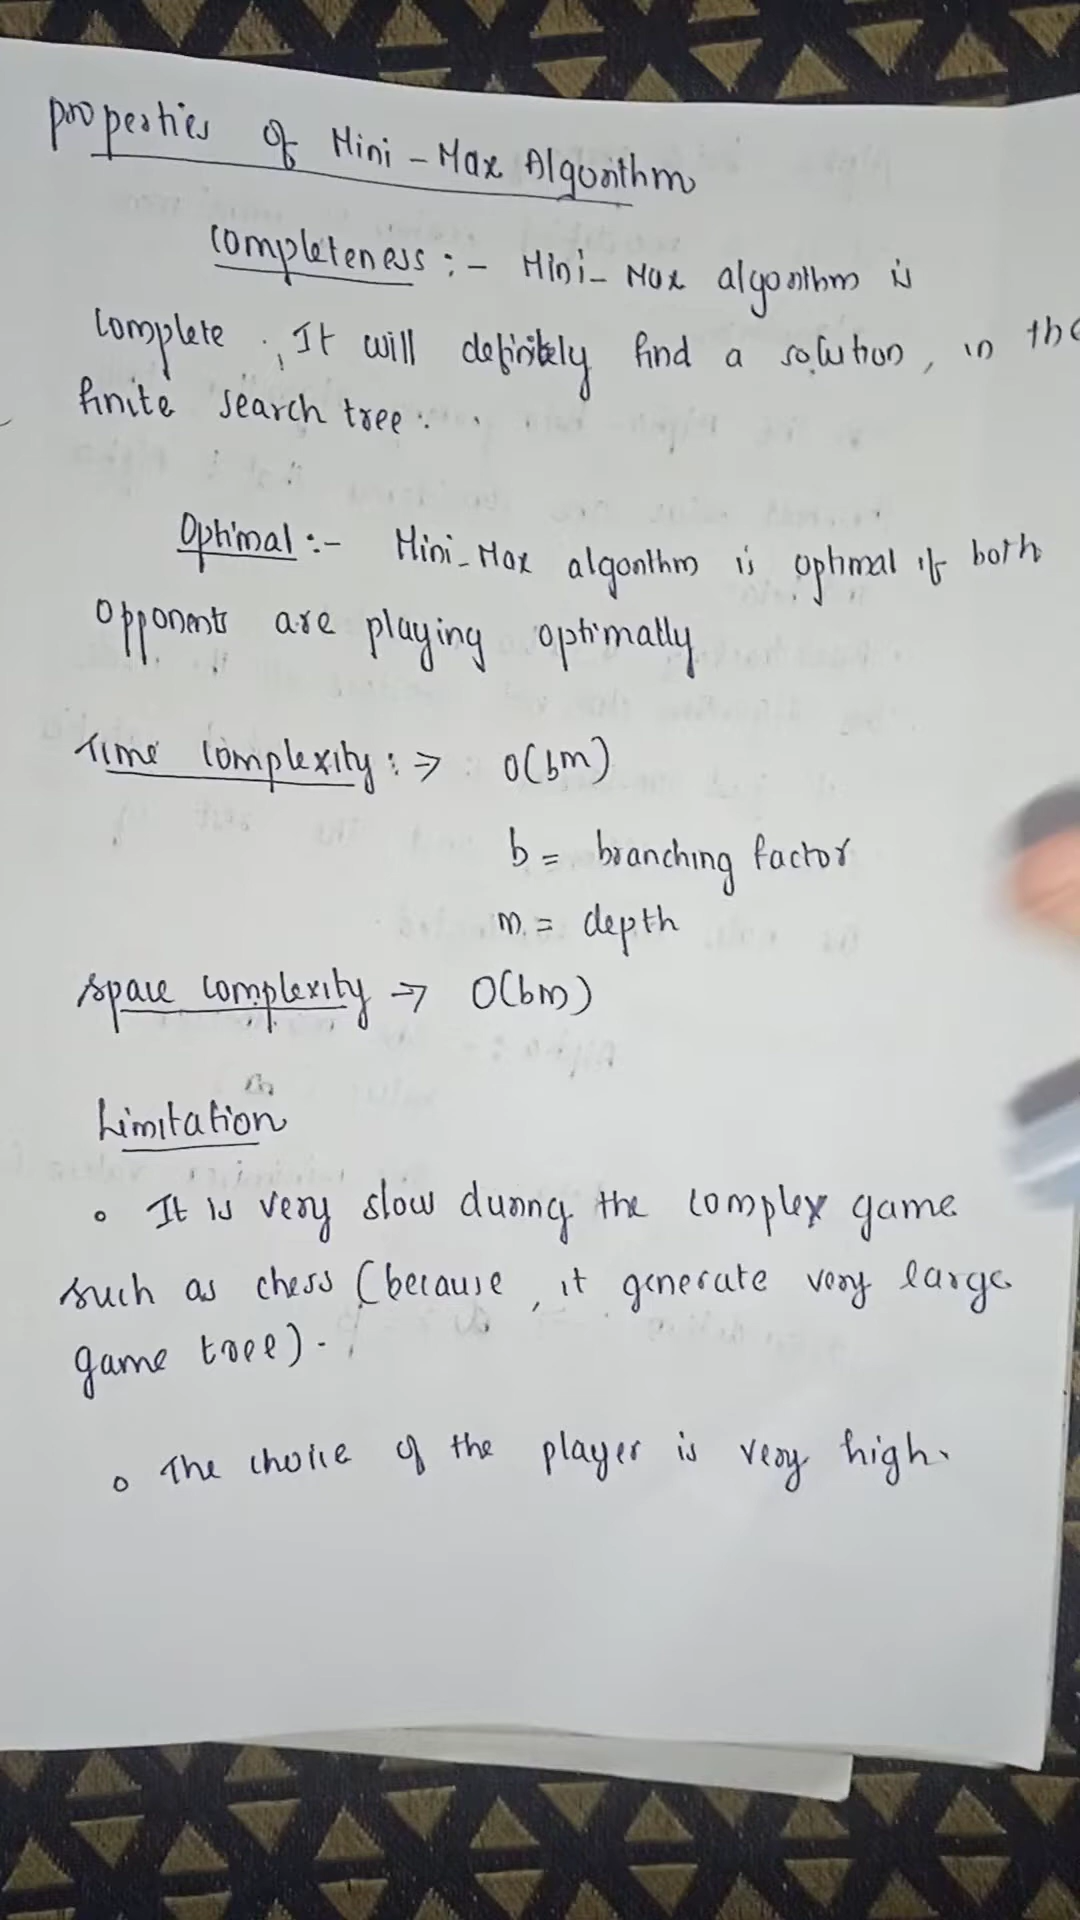 properties of Mini - Max Algorithm
Completeness :- Mini - Max algorithm is
complete . It will definitely find a solution , in the
finite search tree .
Optimal :- Mini - Max algorithm is optimal if both
opponents are playing optimally
Time complexity : → O(bm)
b = branching factor
m = depth
space complexity → O(bm)
Limitation
o It is very slow during the complex game
such as chess (because , it generate very large
game tree) .
o The choice of the player is very high .